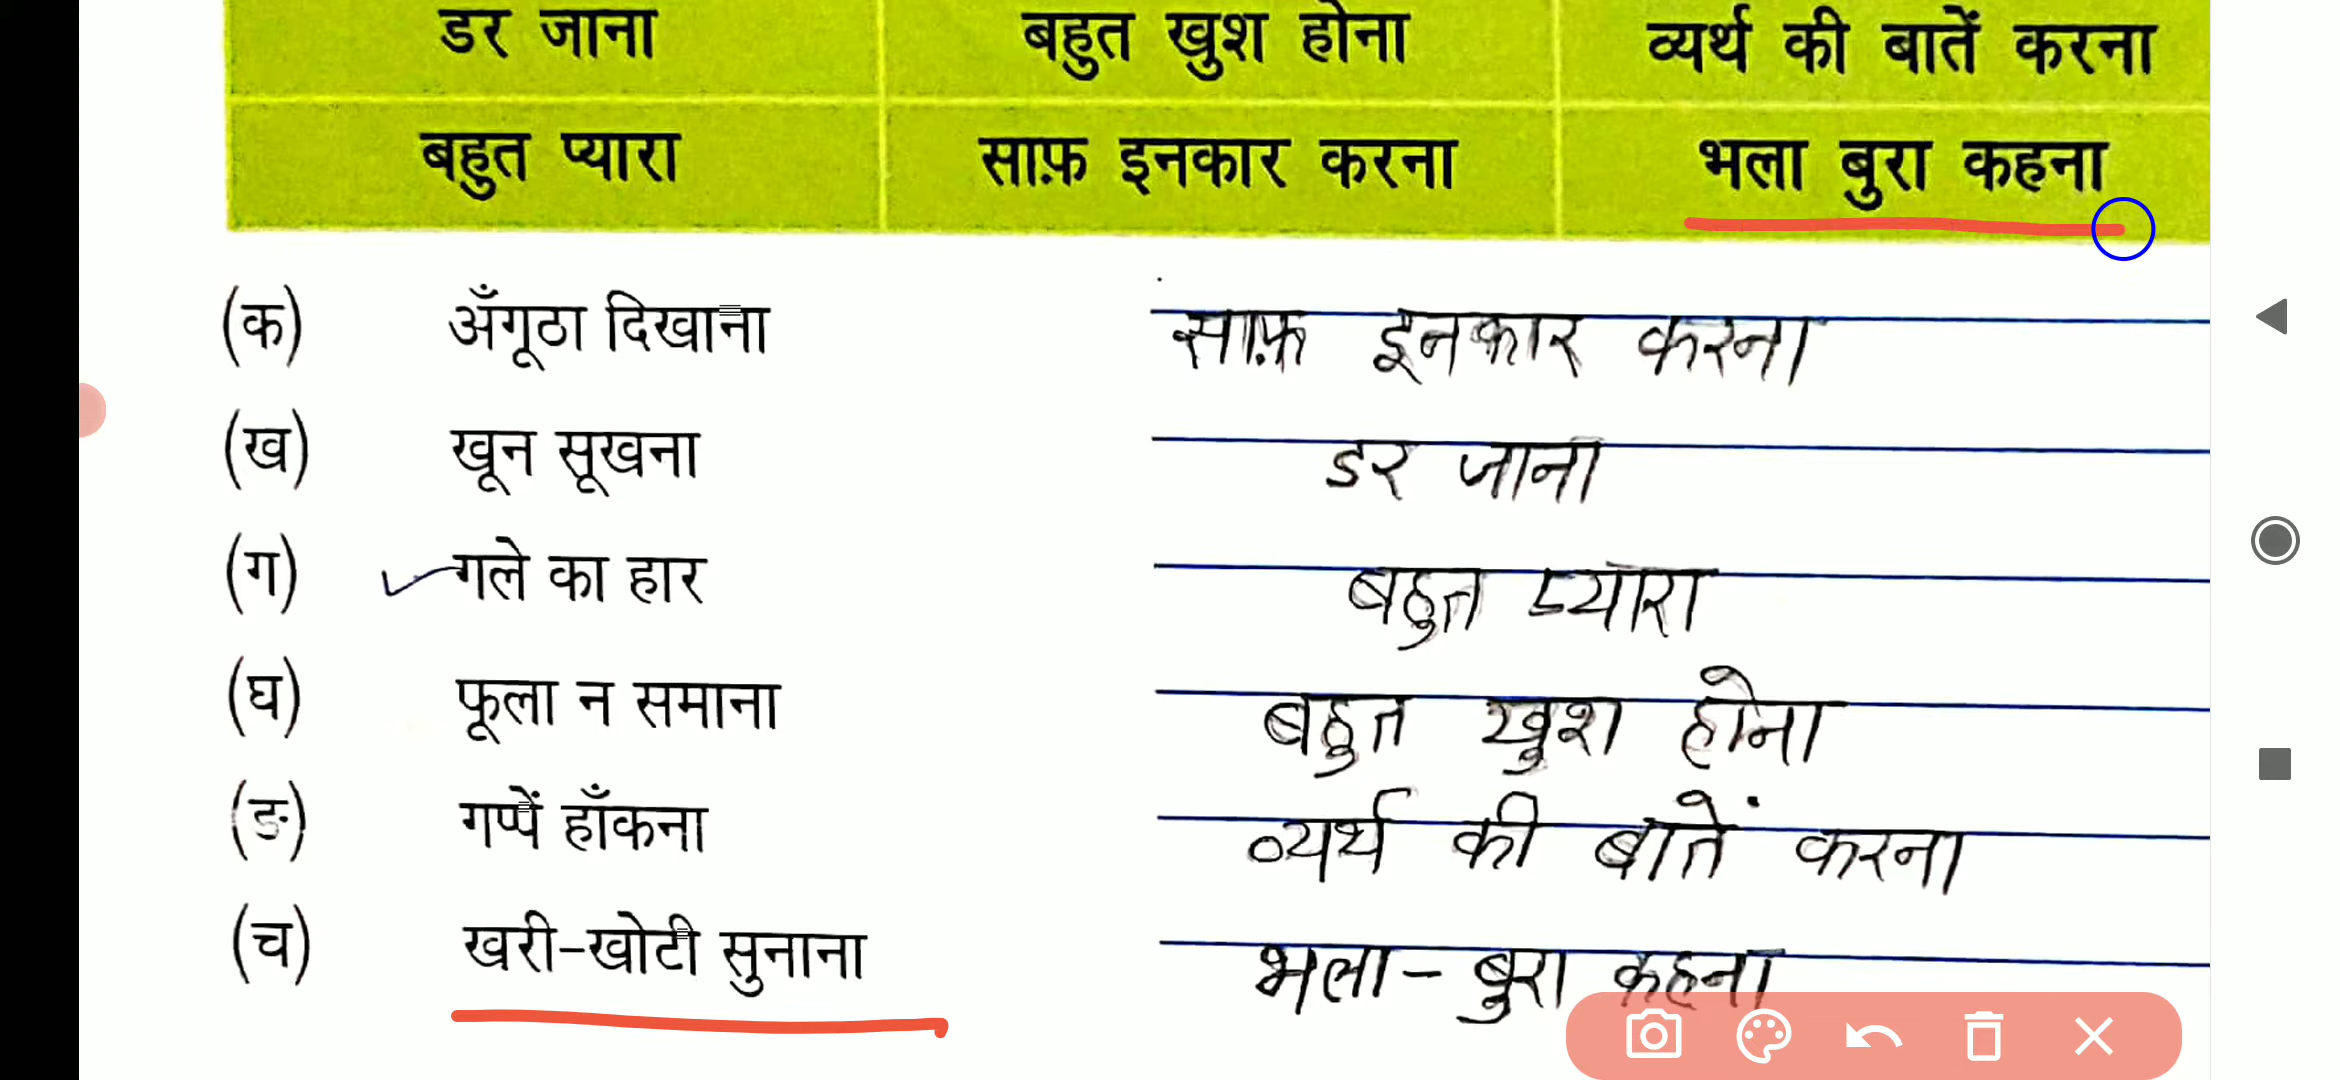 डर जाना बहुत खुश होना व्यर्थ की बातें करना
बहुत प्यारा साफ़ इनकार करना भला बुरा कहना
(क) अँगूठा दिखाना साफ़ इनकार करना
(ख) खून सूखना डर जाना
(ग) गले का हार बहुत प्यारा
(घ) फूला न समाना बहुत खुश होना
(ङ) गप्पें हाँकना व्यर्थ की बातें करना
(च) खरी-खोटी सुनाना भला-बुरा कहना